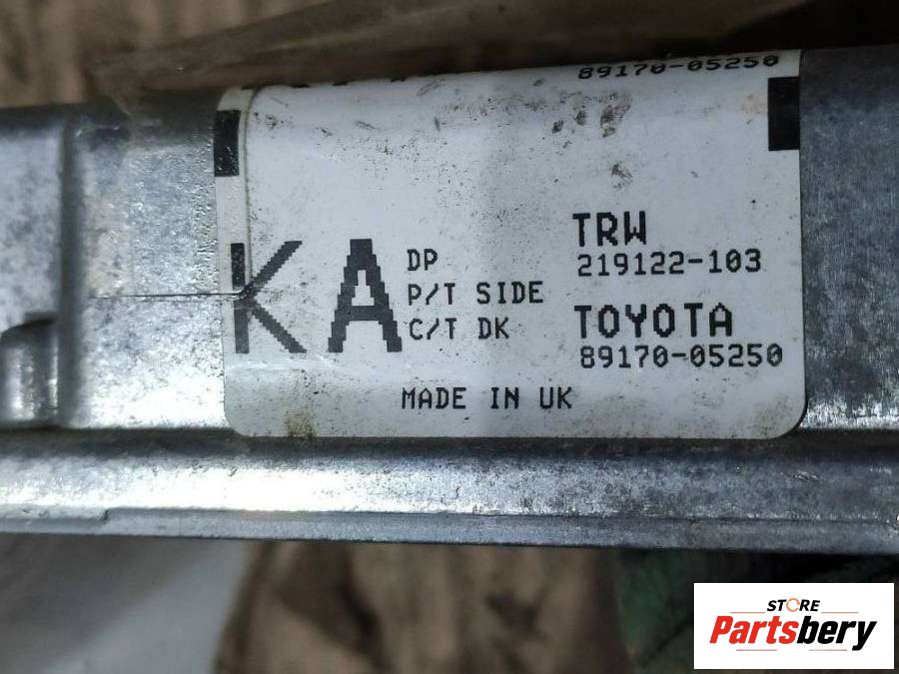 89170-05250
KA
DP
P/T SIDE
C/T DK
TRW
219122-103
TOYOTA
89170-05250
MADE IN UK
STORE
Partsbery